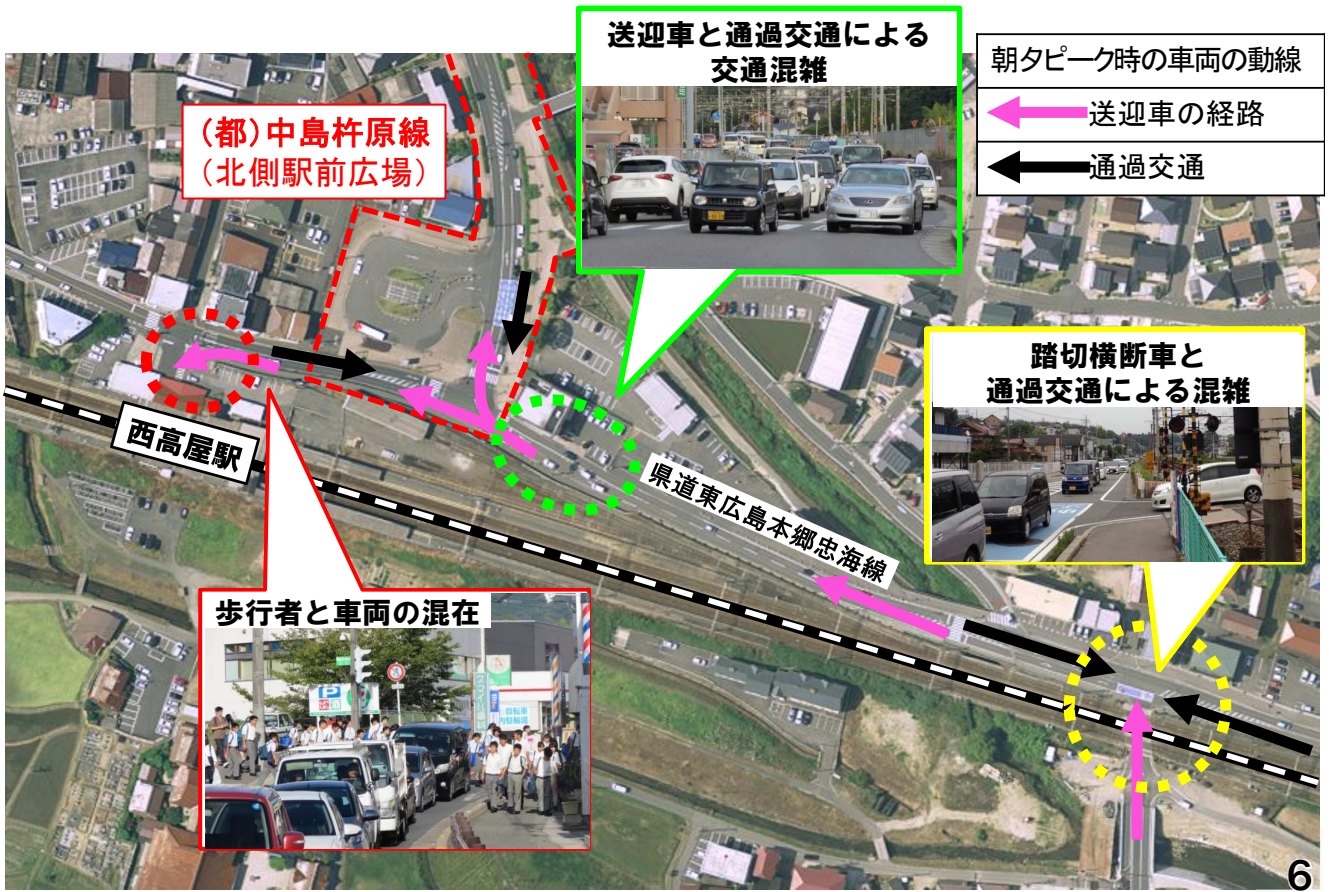 送迎車と通過交通による
交通混雑
朝夕ピーク時の車両の動線
送迎車の経路
通過交通
(都)中島杵原線
(北側駅前広場)
踏切横断車と
通過交通による混雑
西高屋駅
県道東広島本郷忠海線
歩行者と車両の混在
P
自転車
6